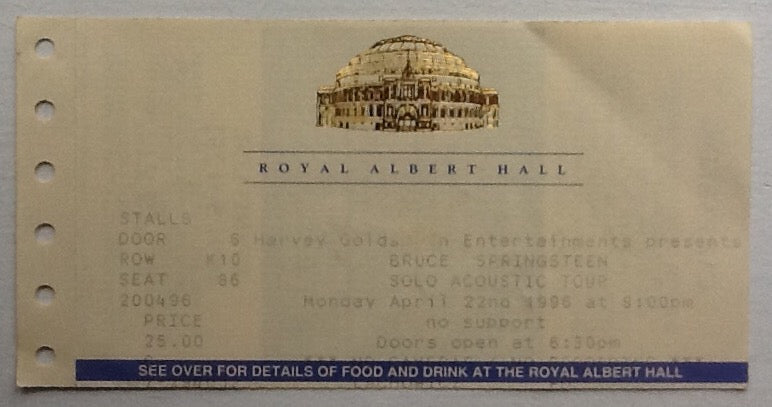 ROYAL ALBERT HALL
STALLS
DOOR 6 Harvey Golds n Entertainments presents
ROW K10 BRUCE SPRINGSTEEN
SEAT 86 SOLO ACOUSTIC TOUR
200496 Monday April 22nd 1996 at 8:00pm
PRICE no support
25.00 Doors open at 6:30pm
SEE OVER FOR DETAILS OF FOOD AND DRINK AT THE ROYAL ALBERT HALL